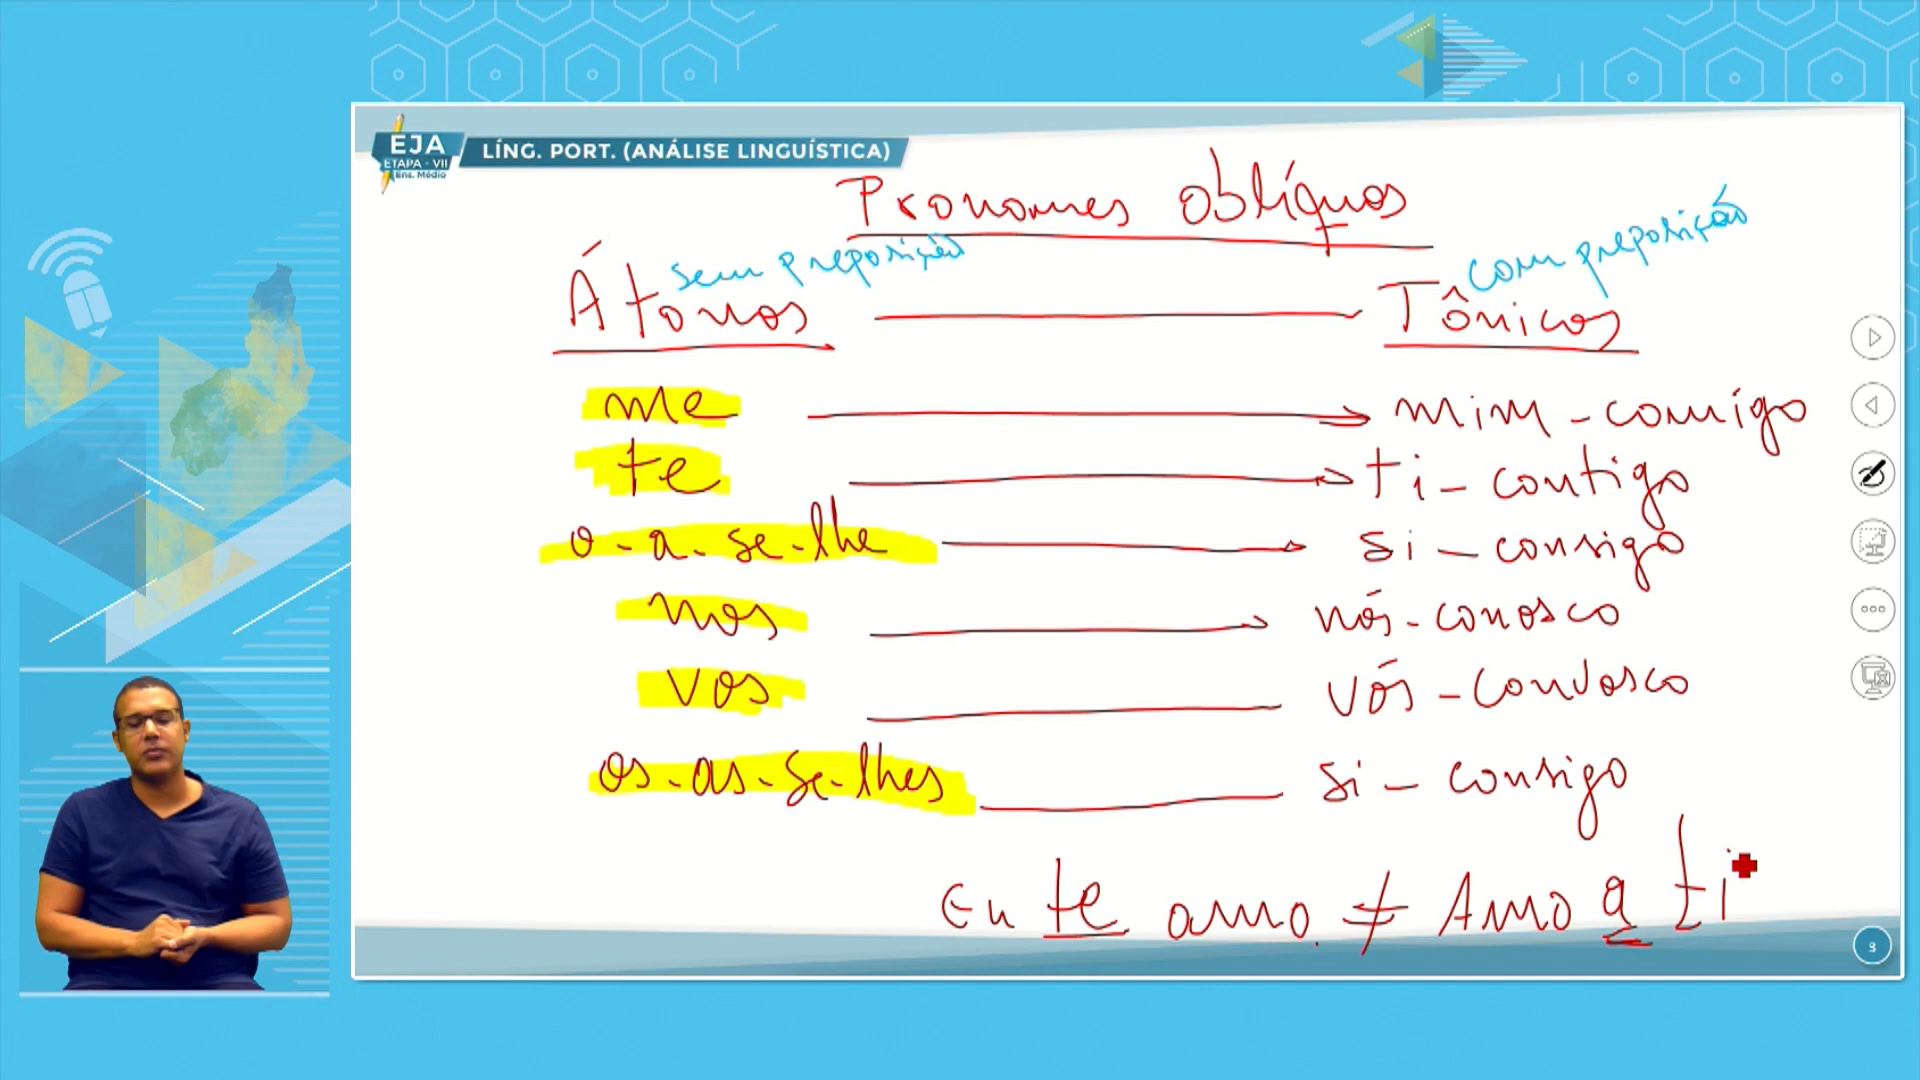 EJA
ETAPA - VII
Ens. Médio
LÍNG. PORT. (ANÁLISE LINGUÍSTICA)
Pronomes oblíquos
Átonos sem preposição Tônicos com preposição
me mim - comigo
te ti - contigo
o - a - se - lhe si - consigo
nos nós - conosco
vos vós - convosco
os - as - se - lhes si - consigo
Eu te amo. ≠ Amo a ti
3